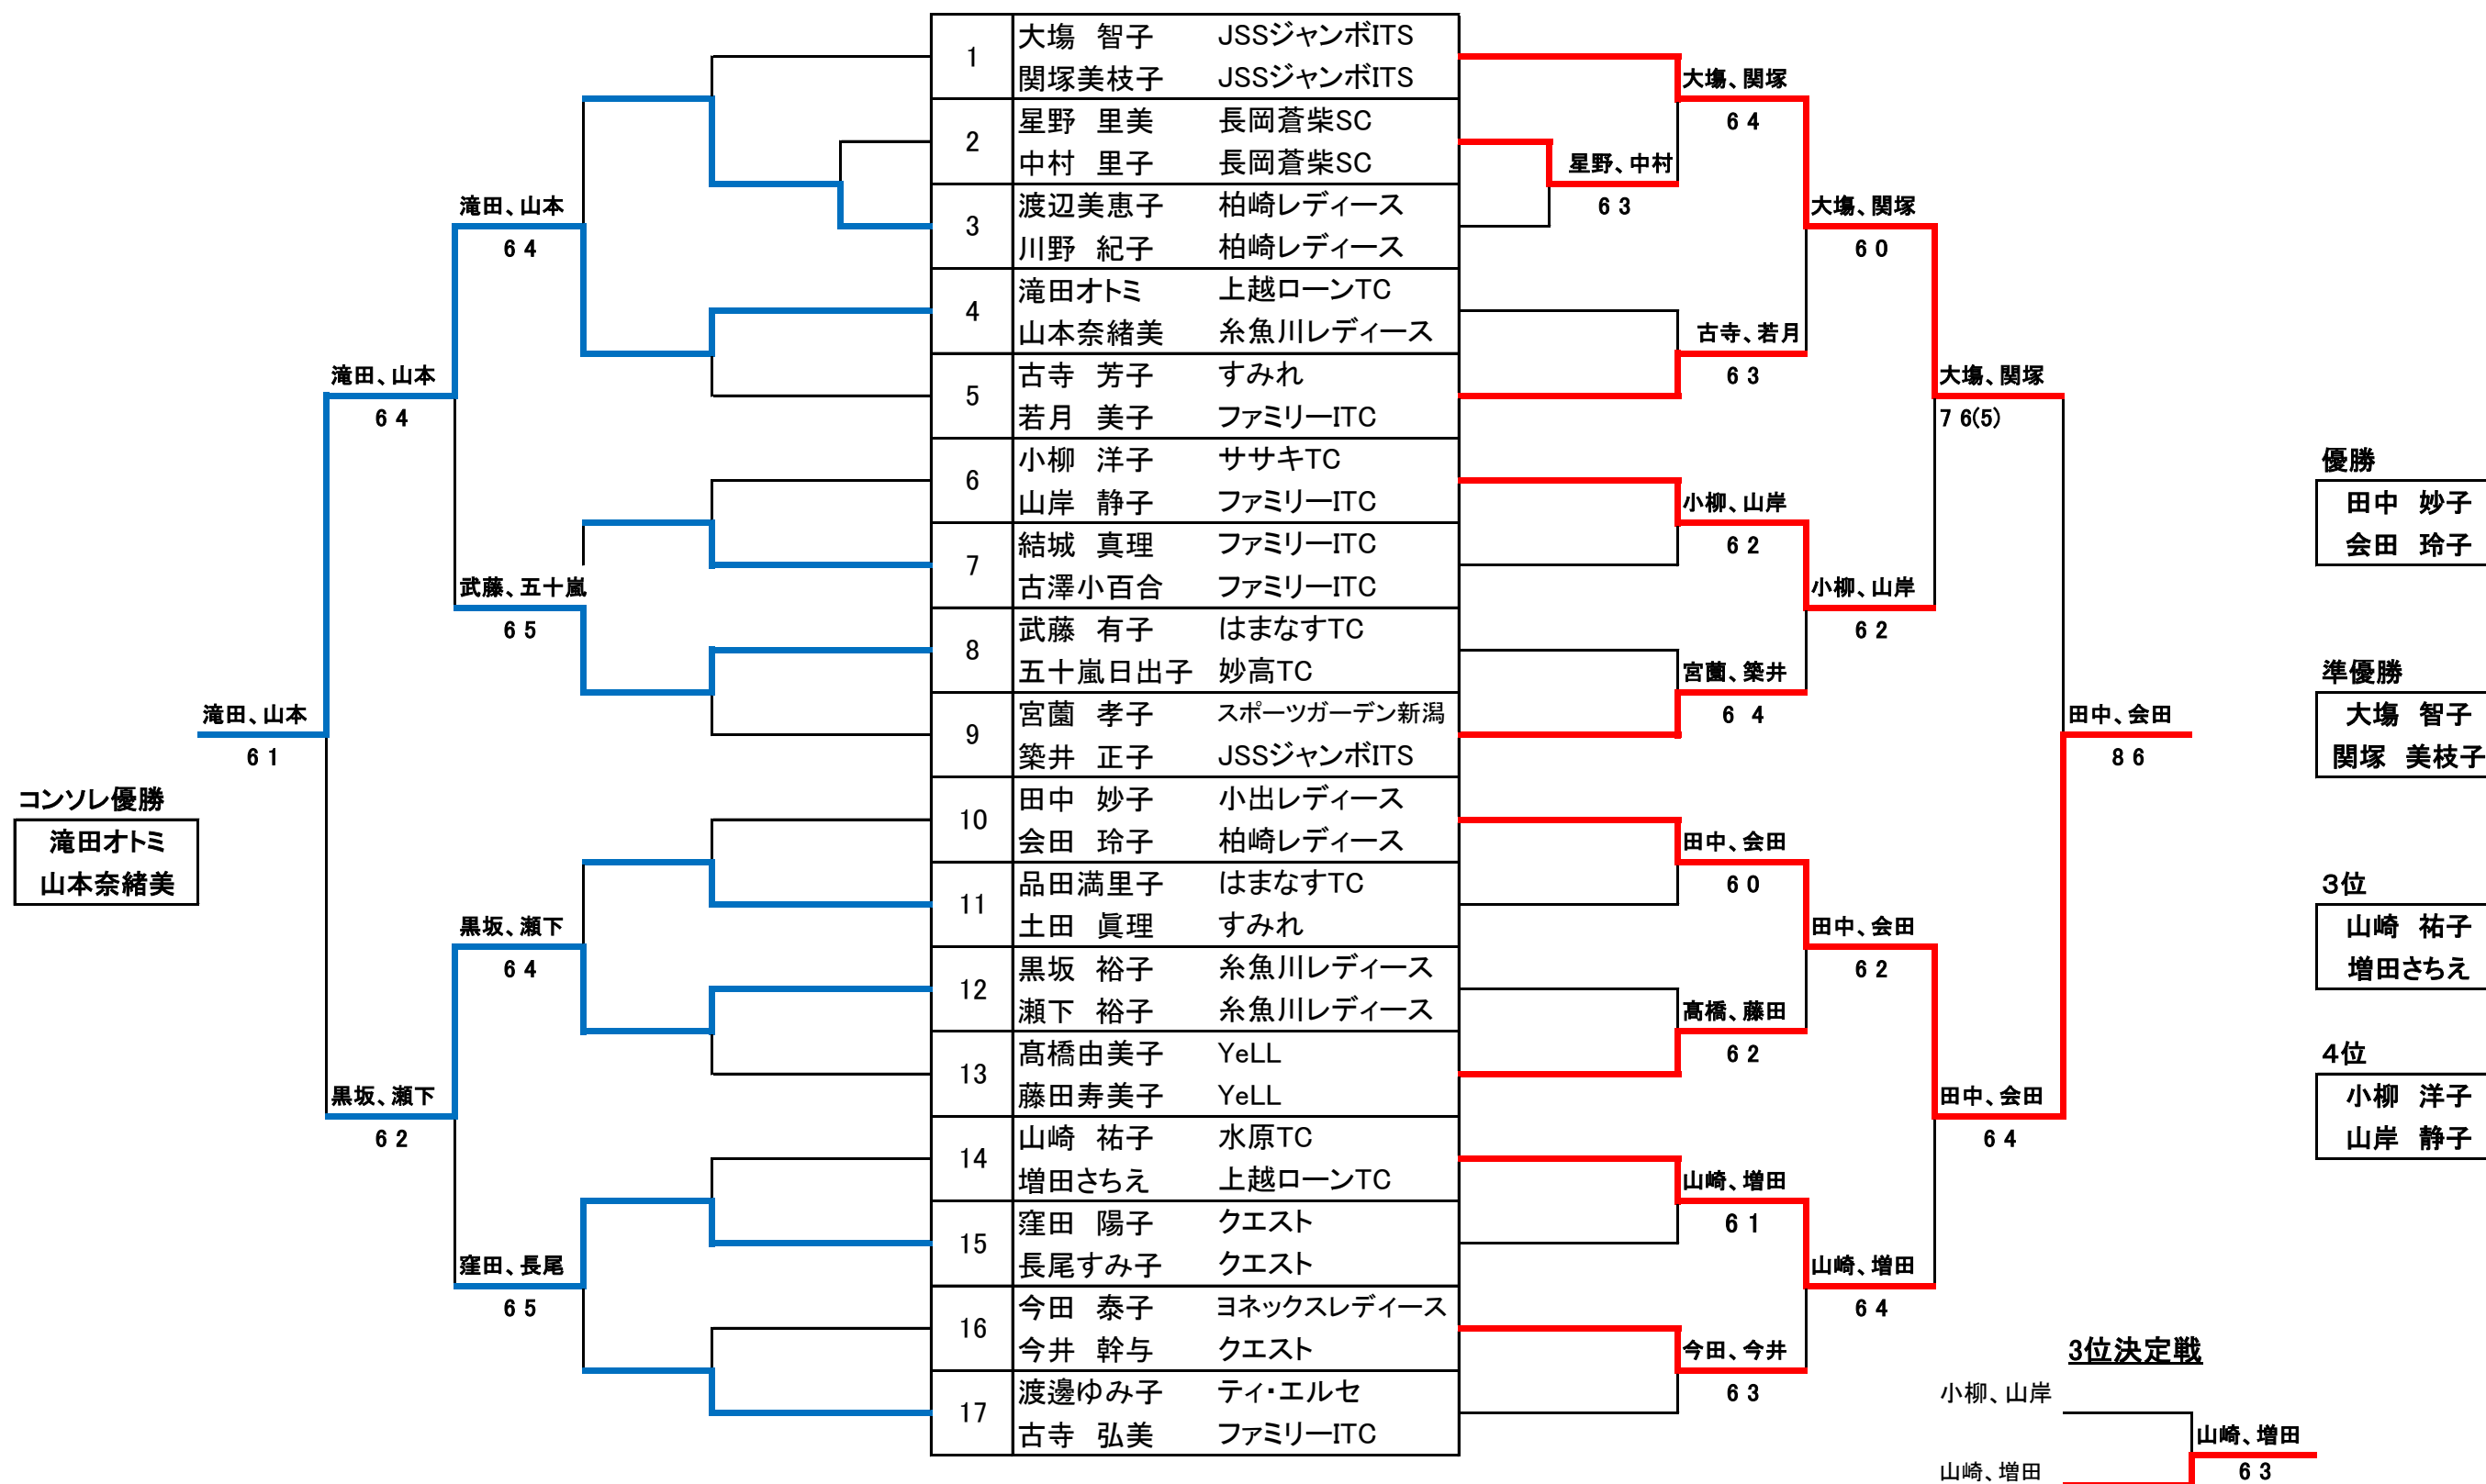 1 大塲　智子 JSSジャンボITS
関塚美枝子 JSSジャンボITS
2 星野　里美 長岡蒼柴SC
中村　里子 長岡蒼柴SC
3 渡辺美恵子 柏崎レディース
川野　紀子 柏崎レディース
4 滝田オトミ 上越ローンTC
山本奈緒美 糸魚川レディース
5 古寺　芳子 すみれ
若月　美子 ファミリーITC
6 小柳　洋子 ササキTC
山岸　静子 ファミリーITC
7 結城　真理 ファミリーITC
古澤小百合 ファミリーITC
8 武藤　有子 はまなすTC
五十嵐日出子 妙高TC
9 宮薗　孝子 スポーツガーデン新潟
築井　正子 JSSジャンボITS
10 田中　妙子 小出レディース
会田　玲子 柏崎レディース
11 品田満里子 はまなすTC
土田　眞理 すみれ
12 黒坂　裕子 糸魚川レディース
瀬下　裕子 糸魚川レディース
13 髙橋由美子 YeLL
藤田寿美子 YeLL
14 山崎　祐子 水原TC
増田さちえ 上越ローンTC
15 窪田　陽子 クエスト
長尾すみ子 クエスト
16 今田　泰子 ヨネックスレディース
今井　幹与 クエスト
17 渡邊ゆみ子 ティ・エルセ
古寺　弘美 ファミリーITC
滝田、山本
6 4
武藤、五十嵐
6 5
黒坂、瀬下
6 4
窪田、長尾
6 5
滝田、山本
6 4
黒坂、瀬下
6 2
滝田、山本
6 1
コンソレ優勝
滝田オトミ
山本奈緒美
星野、中村
6 3
大塲、関塚
6 4
古寺、若月
6 3
小柳、山岸
6 2
宮薗、築井
6 4
田中、会田
6 0
髙橋、藤田
6 2
山崎、増田
6 1
今田、今井
6 3
大塲、関塚
6 0
小柳、山岸
6 2
田中、会田
6 2
山崎、増田
6 4
大塲、関塚
7 6(5)
田中、会田
6 4
田中、会田
8 6
優勝
田中　妙子
会田　玲子
準優勝
大塲　智子
関塚　美枝子
３位
山崎　祐子
増田さちえ
４位
小柳　洋子
山岸　静子
3位決定戦
小柳、山岸
山崎、増田
山崎、増田
6 3